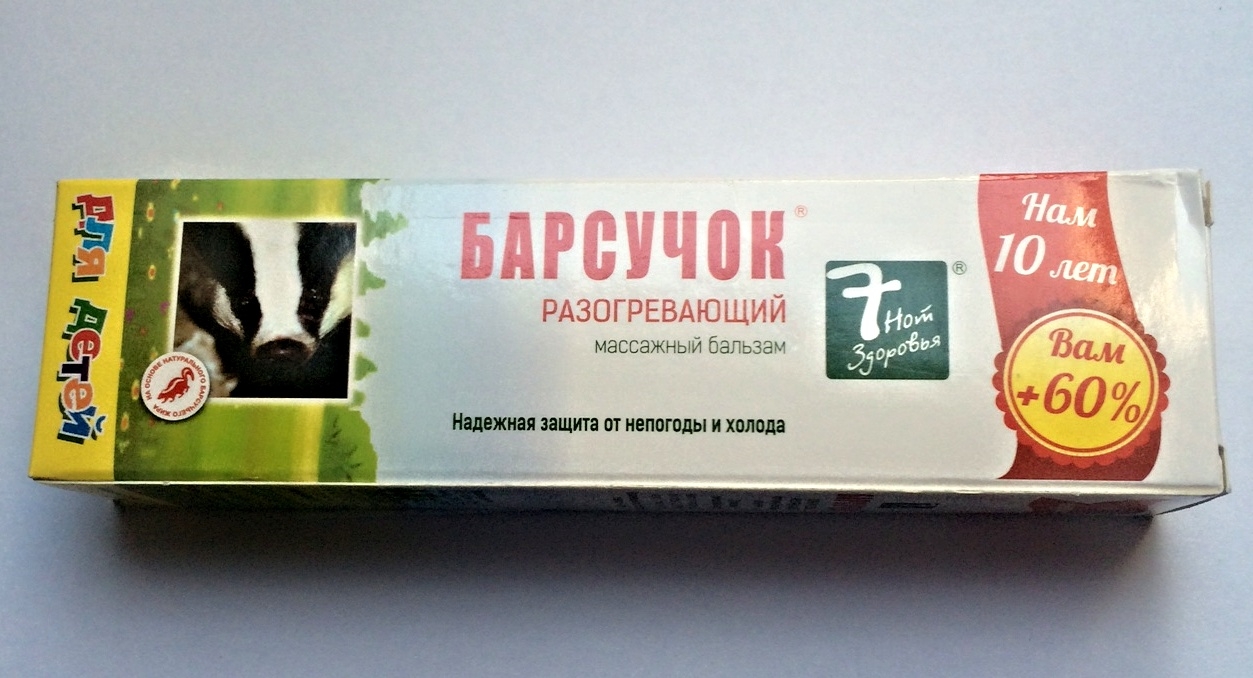 для детей
НА ОСНОВЕ НАТУРАЛЬНОГО БАРСУЧЬЕГО ЖИРА
БАРСУЧОК®
РАЗОГРЕВАЮЩИЙ
массажный бальзам
Надежная защита от непогоды и холода
7 Нот
Здоровья
®
Нам
10 лет
Вам
+60%